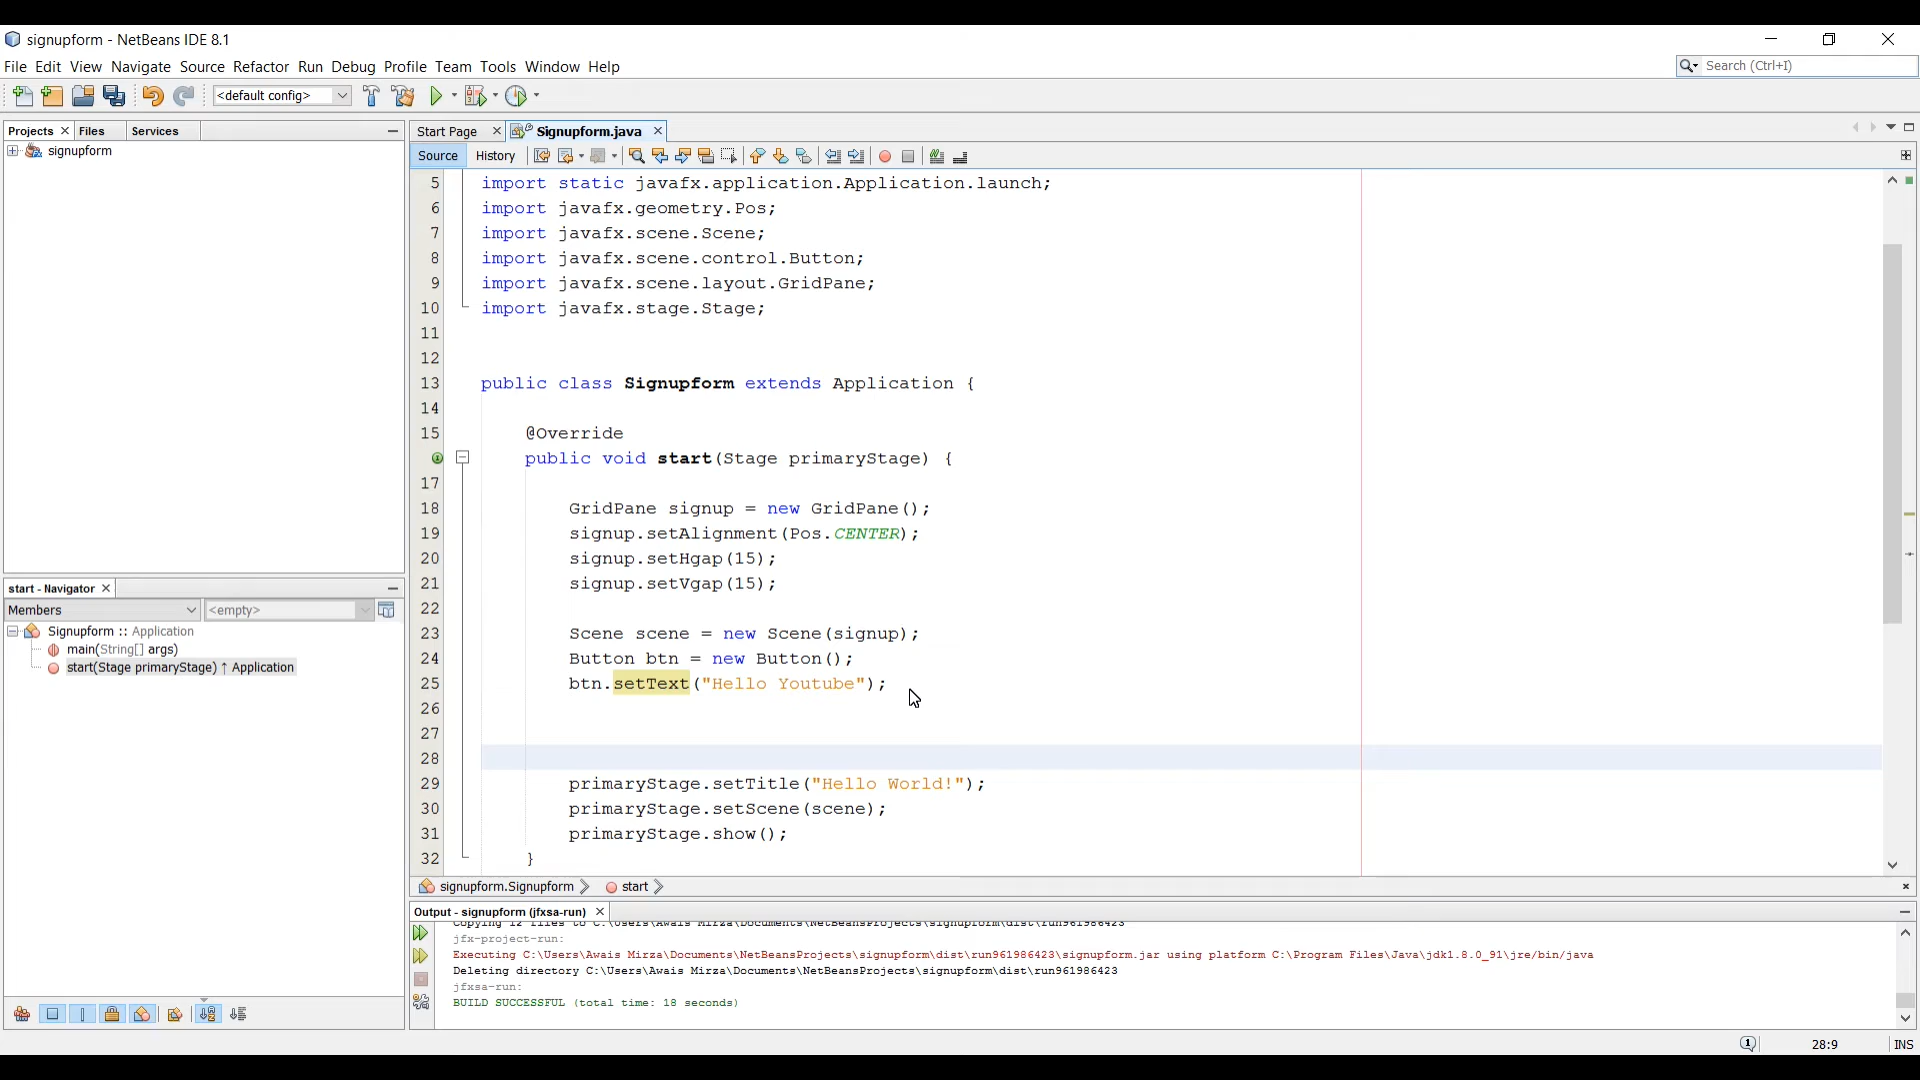 signupform - NetBeans IDE 8.1
File Edit View Navigate Source Refactor Run Debug Profile Team Tools Window Help
Search (Ctrl+I)
<default config>
Projects Files Services
Start Page Signupform.java
signupform
Source History
5 import static javafx.application.Application.launch;
6 import javafx.geometry.Pos;
7 import javafx.scene.Scene;
8 import javafx.scene.control.Button;
9 import javafx.scene.layout.GridPane;
10 import javafx.stage.Stage;
11
12
13 public class Signupform extends Application {
14
15 @Override
public void start(Stage primaryStage) {
17
18 GridPane signup = new GridPane();
19 signup.setAlignment(Pos.CENTER);
20 signup.setHgap(15);
21 signup.setVgap(15);
22
23 Scene scene = new Scene(signup);
24 Button btn = new Button();
25 btn.setText("Hello Youtube");
26
27
28
29 primaryStage.setTitle("Hello World!");
30 primaryStage.setScene(scene);
31 primaryStage.show();
32 }
start - Navigator
Members <empty>
Signupform :: Application
main(String[] args)
start(Stage primaryStage) ↑ Application
signupform.Signupform start
Output - signupform (jfxsa-run)
Copying 12 files to C:\Users\Awais Mirza\Documents\NetBeansProjects\signupform\dist\run961986423
jfx-project-run:
Executing C:\Users\Awais Mirza\Documents\NetBeansProjects\signupform\dist\run961986423\signupform.jar using platform C:\Program Files\Java\jdk1.8.0_91\jre/bin/java
Deleting directory C:\Users\Awais Mirza\Documents\NetBeansProjects\signupform\dist\run961986423
jfxsa-run:
BUILD SUCCESSFUL (total time: 18 seconds)
1 28:9 INS